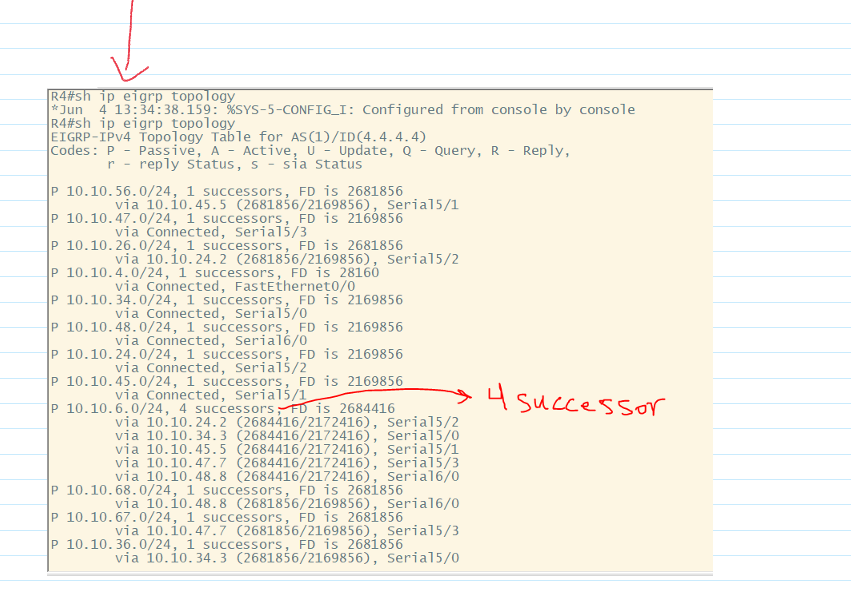 R4#sh ip eigrp topology
*Jun  4 13:34:38.159: %SYS-5-CONFIG_I: Configured from console by console
R4#sh ip eigrp topology
EIGRP-IPv4 Topology Table for AS(1)/ID(4.4.4.4)
Codes: P - Passive, A - Active, U - Update, Q - Query, R - Reply,
       r - reply Status, s - sia Status
P 10.10.56.0/24, 1 successors, FD is 2681856
        via 10.10.45.5 (2681856/2169856), Serial5/1
P 10.10.47.0/24, 1 successors, FD is 2169856
        via Connected, Serial5/3
P 10.10.26.0/24, 1 successors, FD is 2681856
        via 10.10.24.2 (2681856/2169856), Serial5/2
P 10.10.4.0/24, 1 successors, FD is 28160
        via Connected, FastEthernet0/0
P 10.10.34.0/24, 1 successors, FD is 2169856
        via Connected, Serial5/0
P 10.10.48.0/24, 1 successors, FD is 2169856
        via Connected, Serial6/0
P 10.10.24.0/24, 1 successors, FD is 2169856
        via Connected, Serial5/2
P 10.10.45.0/24, 1 successors, FD is 2169856
        via Connected, Serial5/1
P 10.10.6.0/24, 4 successors, FD is 2684416
4 successor
        via 10.10.24.2 (2684416/2172416), Serial5/2
        via 10.10.34.3 (2684416/2172416), Serial5/0
        via 10.10.45.5 (2684416/2172416), Serial5/1
        via 10.10.47.7 (2684416/2172416), Serial5/3
        via 10.10.48.8 (2684416/2172416), Serial6/0
P 10.10.68.0/24, 1 successors, FD is 2681856
        via 10.10.48.8 (2681856/2169856), Serial6/0
P 10.10.67.0/24, 1 successors, FD is 2681856
        via 10.10.47.7 (2681856/2169856), Serial5/3
P 10.10.36.0/24, 1 successors, FD is 2681856
        via 10.10.34.3 (2681856/2169856), Serial5/0